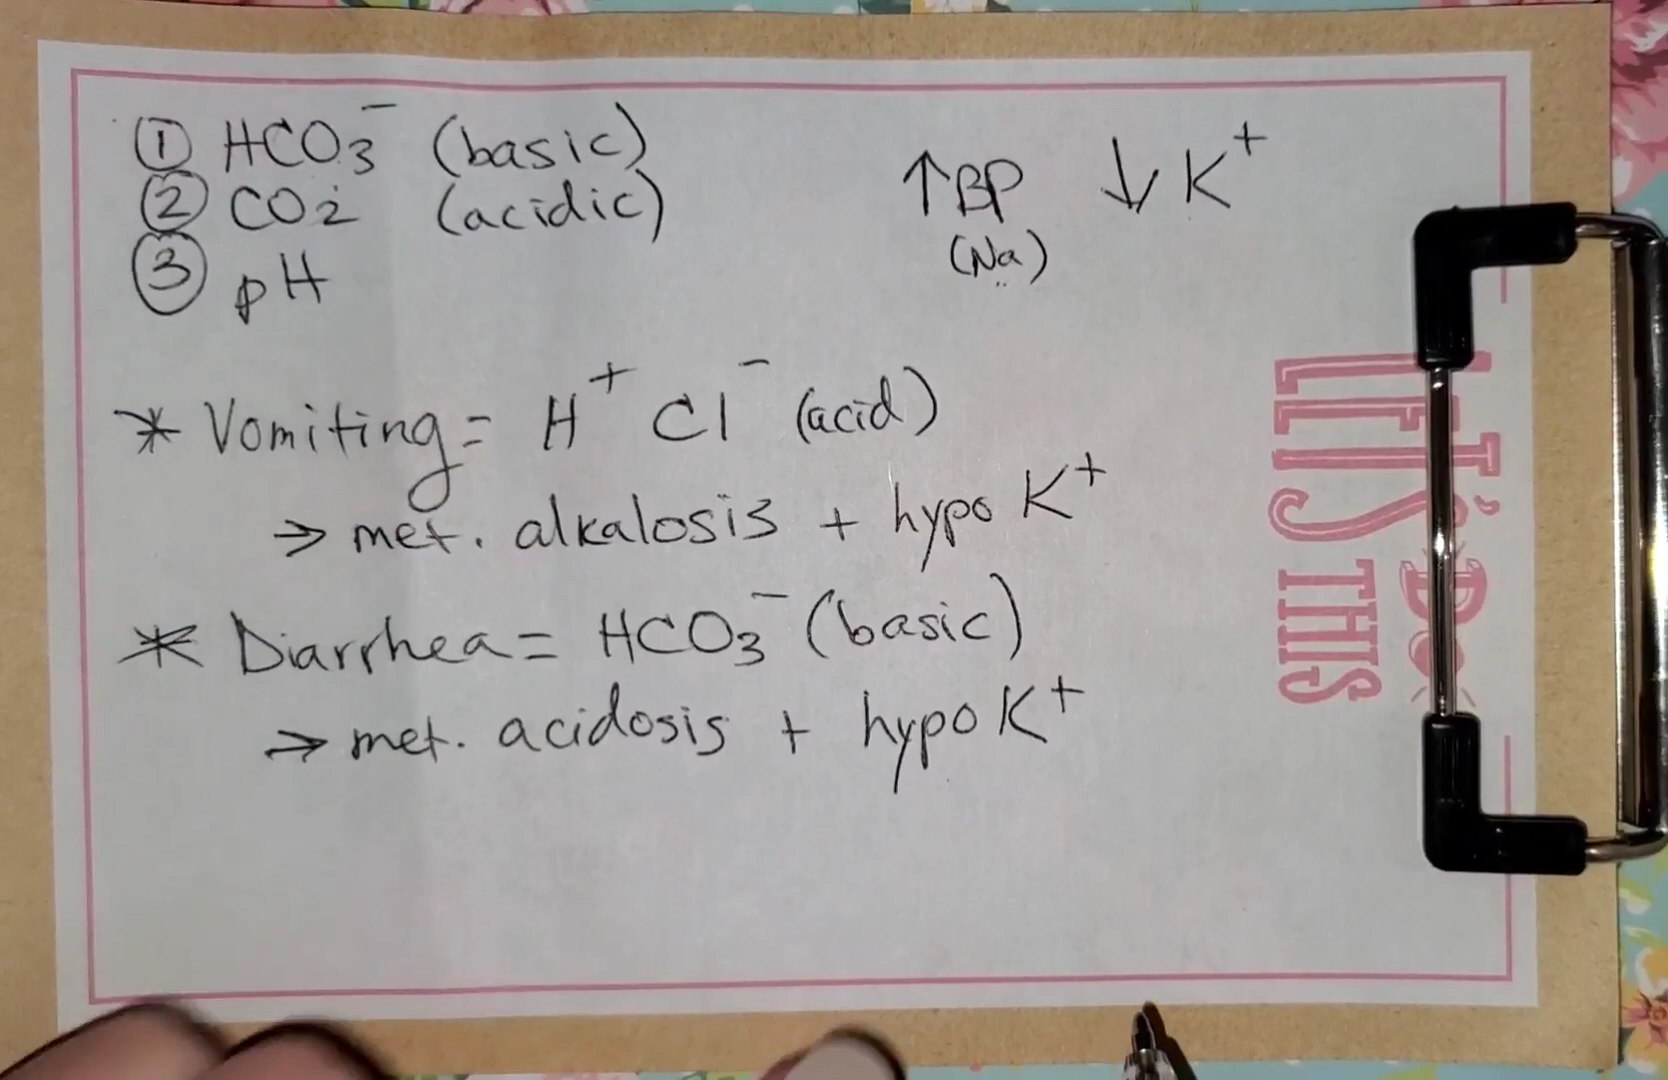 ① HCO₃⁻ (basic)
② CO₂ (acidic)
③ pH
↑BP ↓K⁺
(Na)
* Vomiting = H⁺ Cl⁻ (acid)
→ met. alkalosis + hypo K⁺
* Diarrhea = HCO₃⁻ (basic)
→ met. acidosis + hypo K⁺
LET'S DO
THIS